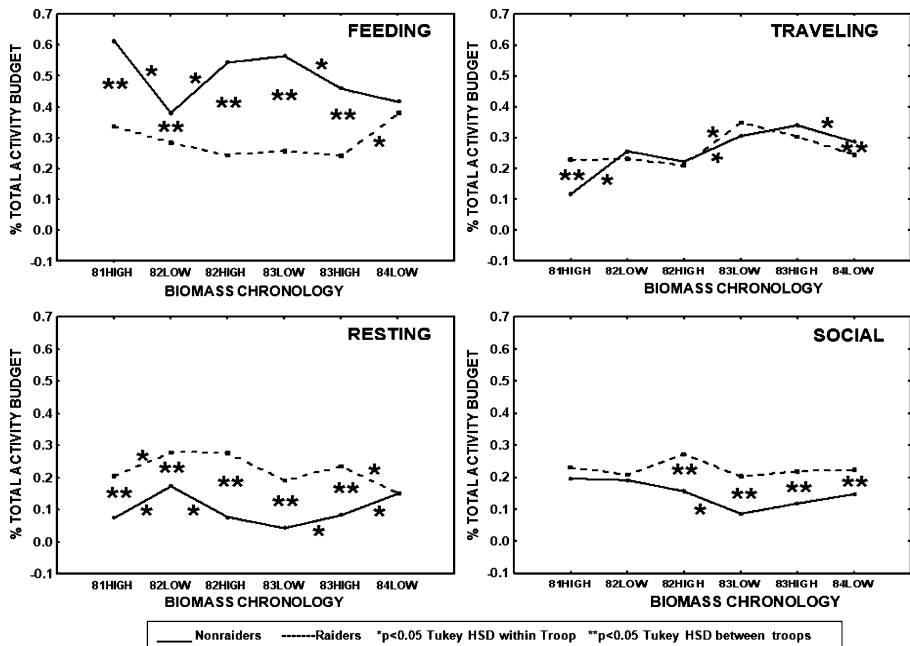 FEEDING
% TOTAL ACTIVITY BUDGET
0.7
0.6
0.5
0.4
0.3
0.2
0.1
0.0
-0.1
* * *
** ** **
** **
*
81HIGH 82LOW 82HIGH 83LOW 83HIGH 84LOW
BIOMASS CHRONOLOGY
TRAVELING
% TOTAL ACTIVITY BUDGET
0.7
0.6
0.5
0.4
0.3
0.2
0.1
0.0
-0.1
* *
** * * **
81HIGH 82LOW 82HIGH 83LOW 83HIGH 84LOW
BIOMASS CHRONOLOGY
RESTING
% TOTAL ACTIVITY BUDGET
0.7
0.6
0.5
0.4
0.3
0.2
0.1
0.0
-0.1
* ** *
** ** ** **
* * * *
81HIGH 82LOW 82HIGH 83LOW 83HIGH 84LOW
BIOMASS CHRONOLOGY
SOCIAL
% TOTAL ACTIVITY BUDGET
0.7
0.6
0.5
0.4
0.3
0.2
0.1
0.0
-0.1
** ** ** **
*
81HIGH 82LOW 82HIGH 83LOW 83HIGH 84LOW
BIOMASS CHRONOLOGY
Nonraiders Raiders *p<0.05 Tukey HSD within Troop **p<0.05 Tukey HSD between troops